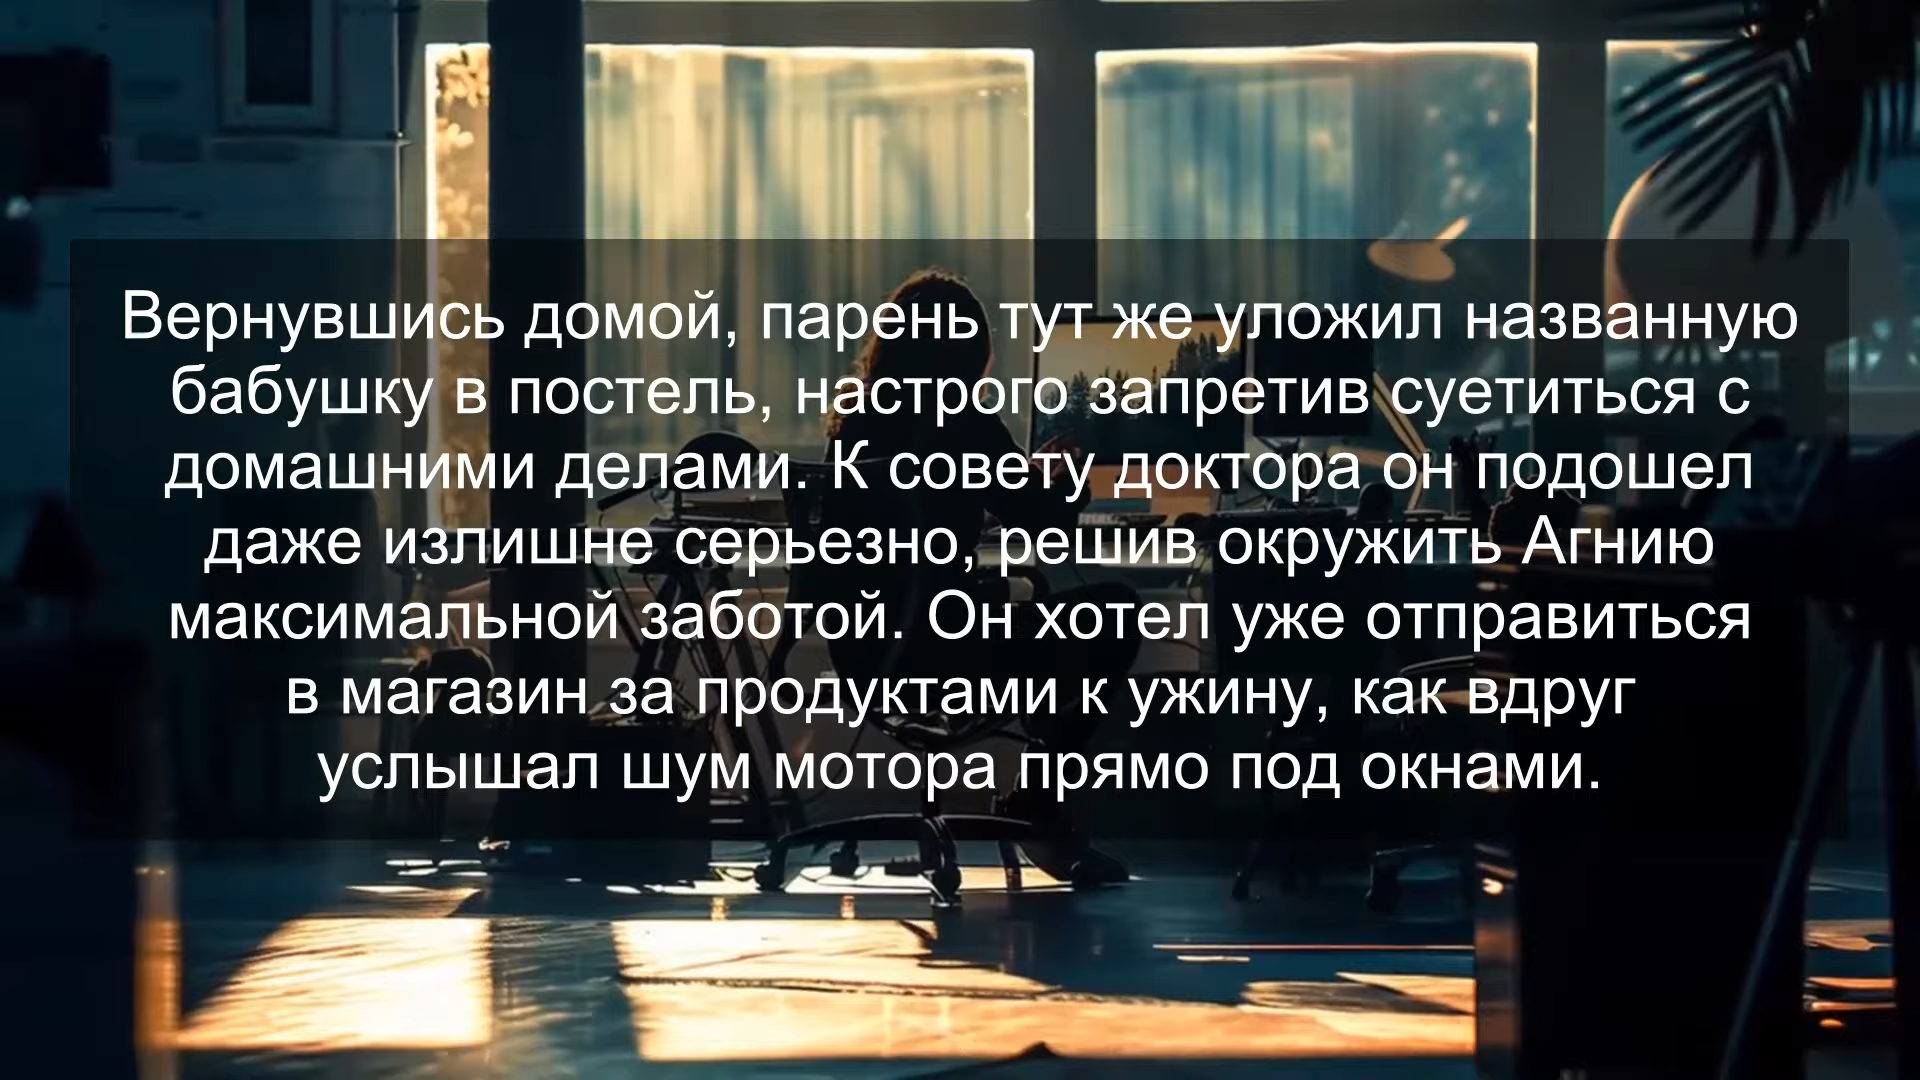 Вернувшись домой, парень тут же уложил названную
бабушку в постель, настрого запретив суетиться с
домашними делами. К совету доктора он подошел
даже излишне серьезно, решив окружить Агнию
максимальной заботой. Он хотел уже отправиться
в магазин за продуктами к ужину, как вдруг
услышал шум мотора прямо под окнами.